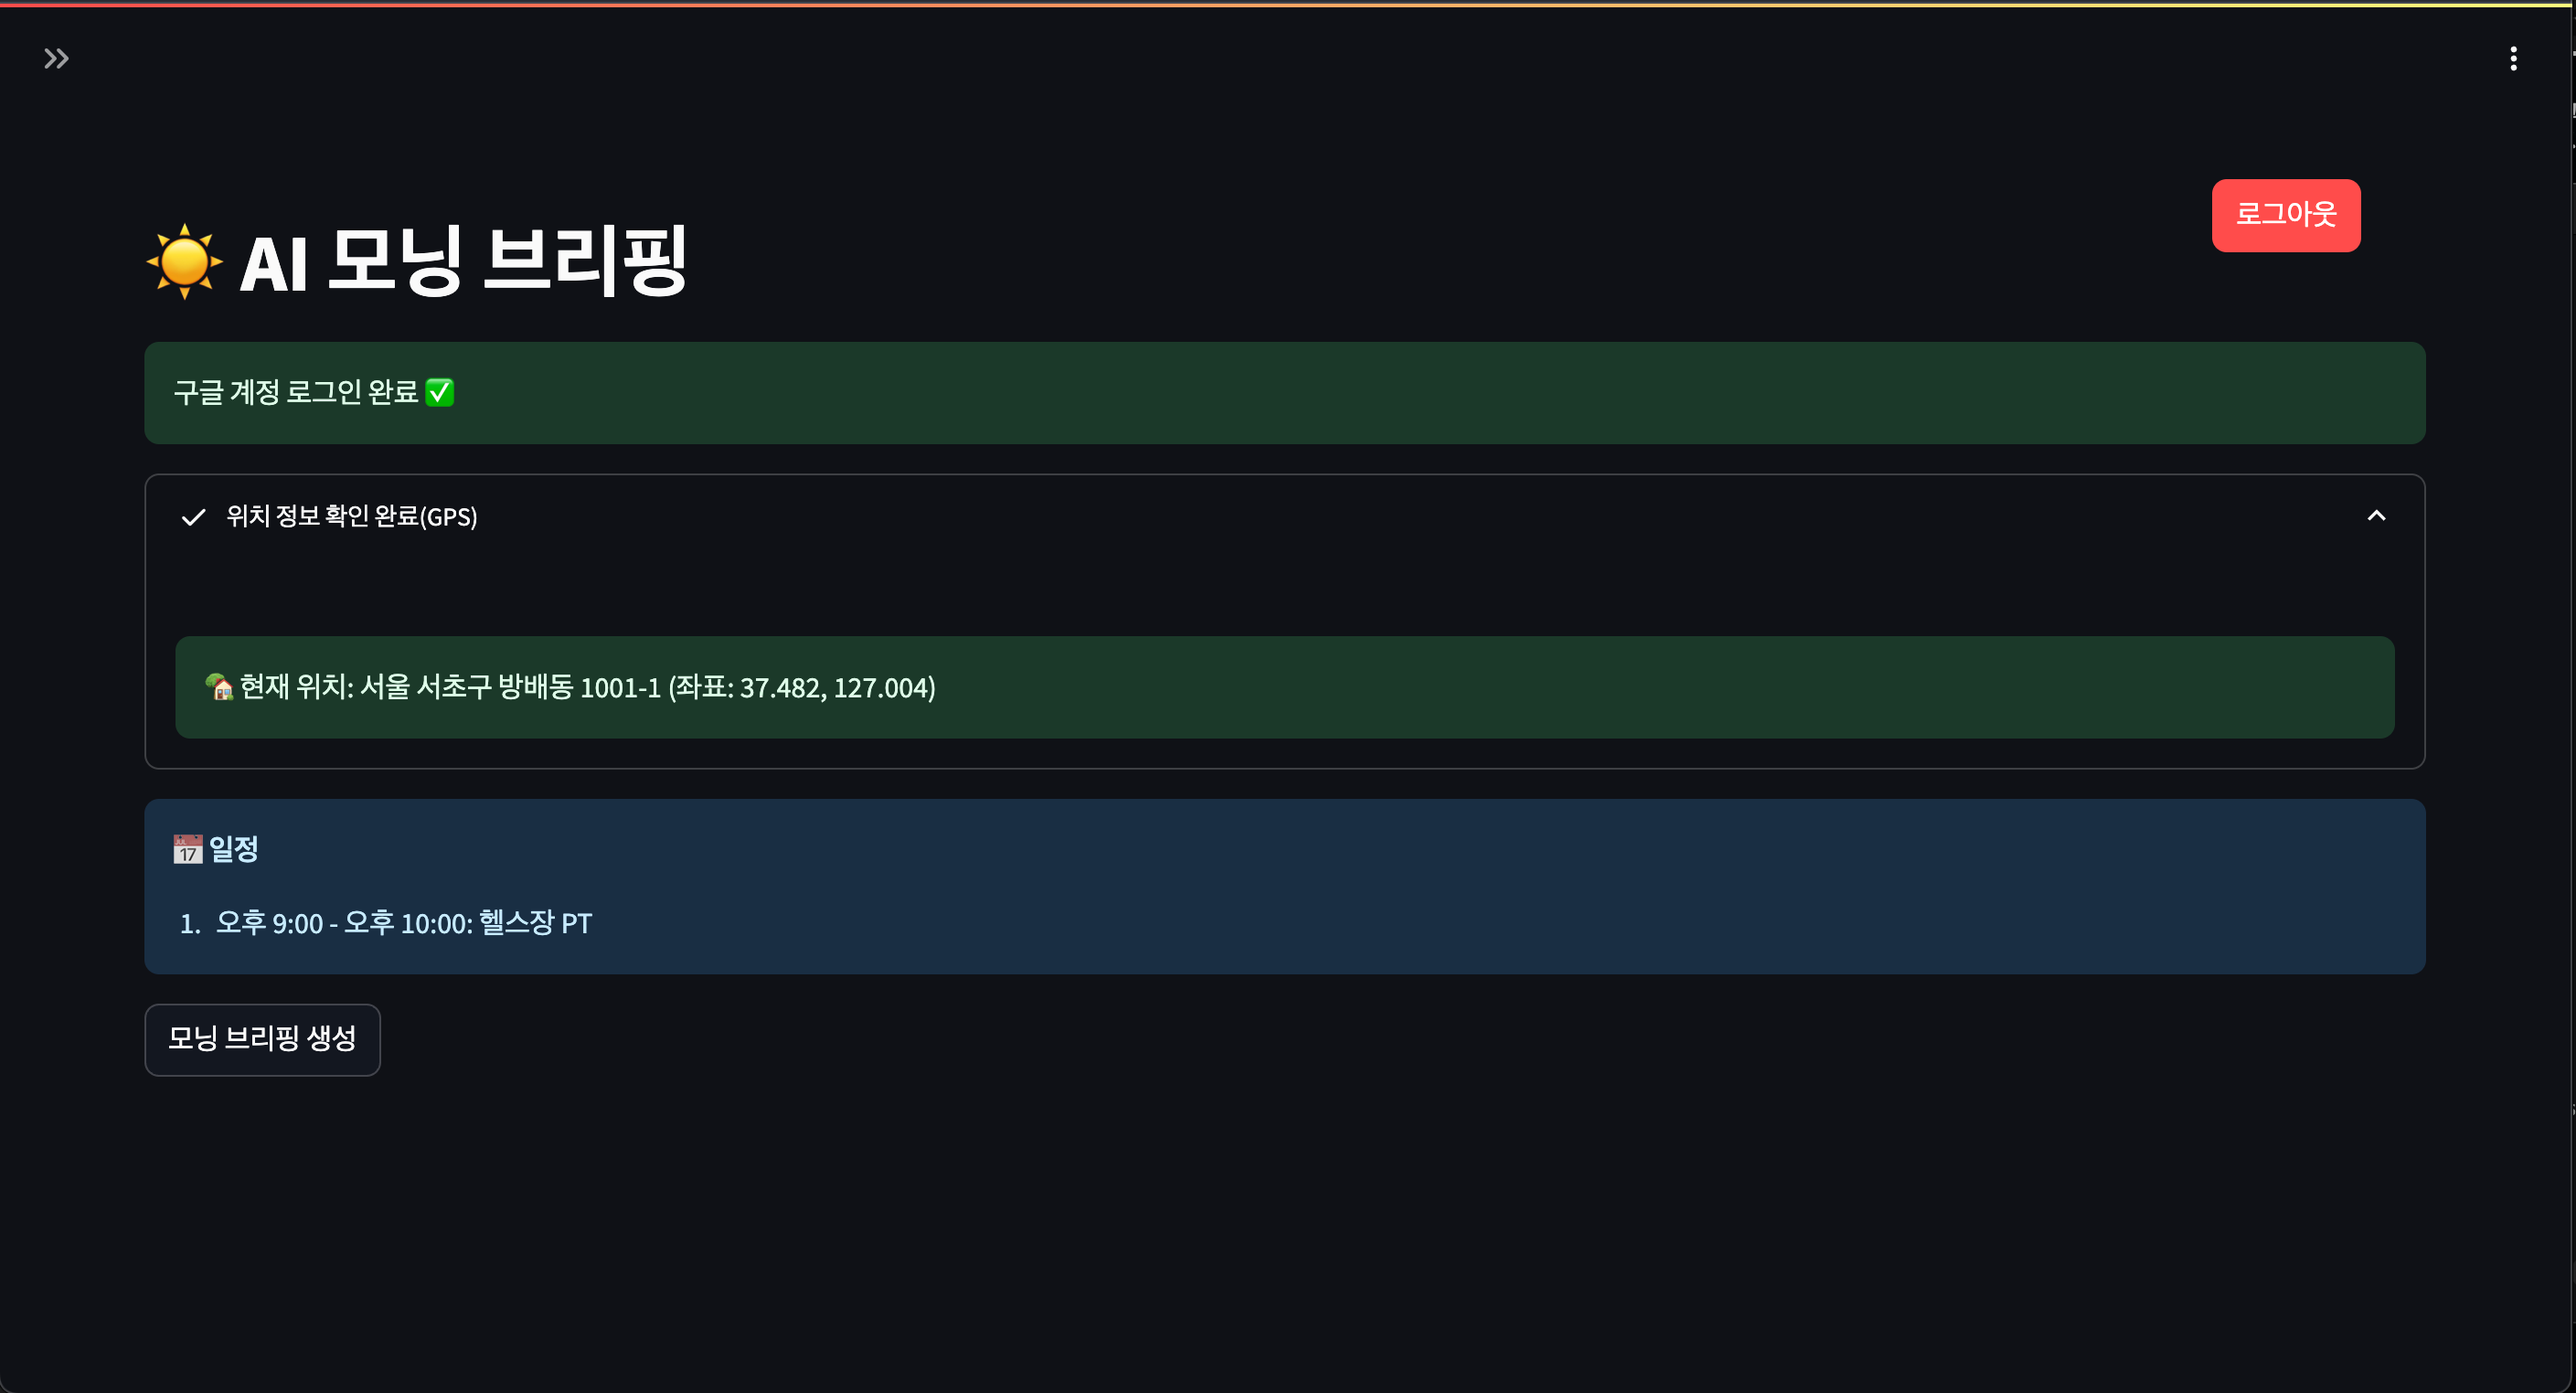 로그아웃
☀️ AI 모닝 브리핑
구글 계정 로그인 완료 ✅
위치 정보 확인 완료(GPS)
🏡 현재 위치: 서울 서초구 방배동 1001-1 (좌표: 37.482, 127.004)
📅 일정
1. 오후 9:00 - 오후 10:00: 헬스장 PT
모닝 브리핑 생성